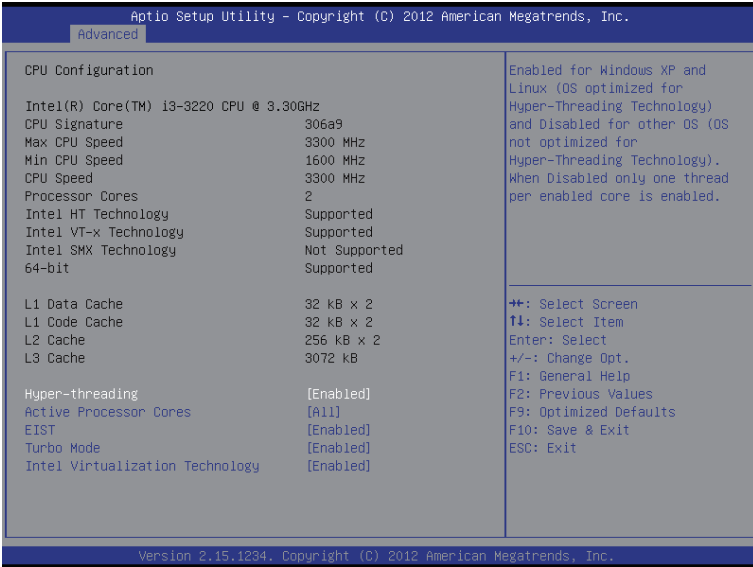 Aptio Setup Utility – Copyright (C) 2012 American Megatrends, Inc.
Advanced
CPU Configuration
Intel(R) Core(TM) i3-3220 CPU @ 3.30GHz
CPU Signature 306a9
Max CPU Speed 3300 MHz
Min CPU Speed 1600 MHz
CPU Speed 3300 MHz
Processor Cores 2
Intel HT Technology Supported
Intel VT-x Technology Supported
Intel SMX Technology Not Supported
64-bit Supported
L1 Data Cache 32 kB x 2
L1 Code Cache 32 kB x 2
L2 Cache 256 kB x 2
L3 Cache 3072 kB
Hyper-threading [Enabled]
Active Processor Cores [All]
EIST [Enabled]
Turbo Mode [Enabled]
Intel Virtualization Technology [Enabled]
Enabled for Windows XP and
Linux (OS optimized for
Hyper-Threading Technology)
and Disabled for other OS (OS
not optimized for
Hyper-Threading Technology).
When Disabled only one thread
per enabled core is enabled.
→←: Select Screen
↑↓: Select Item
Enter: Select
+/-: Change Opt.
F1: General Help
F2: Previous Values
F9: Optimized Defaults
F10: Save & Exit
ESC: Exit
Version 2.15.1234. Copyright (C) 2012 American Megatrends, Inc.